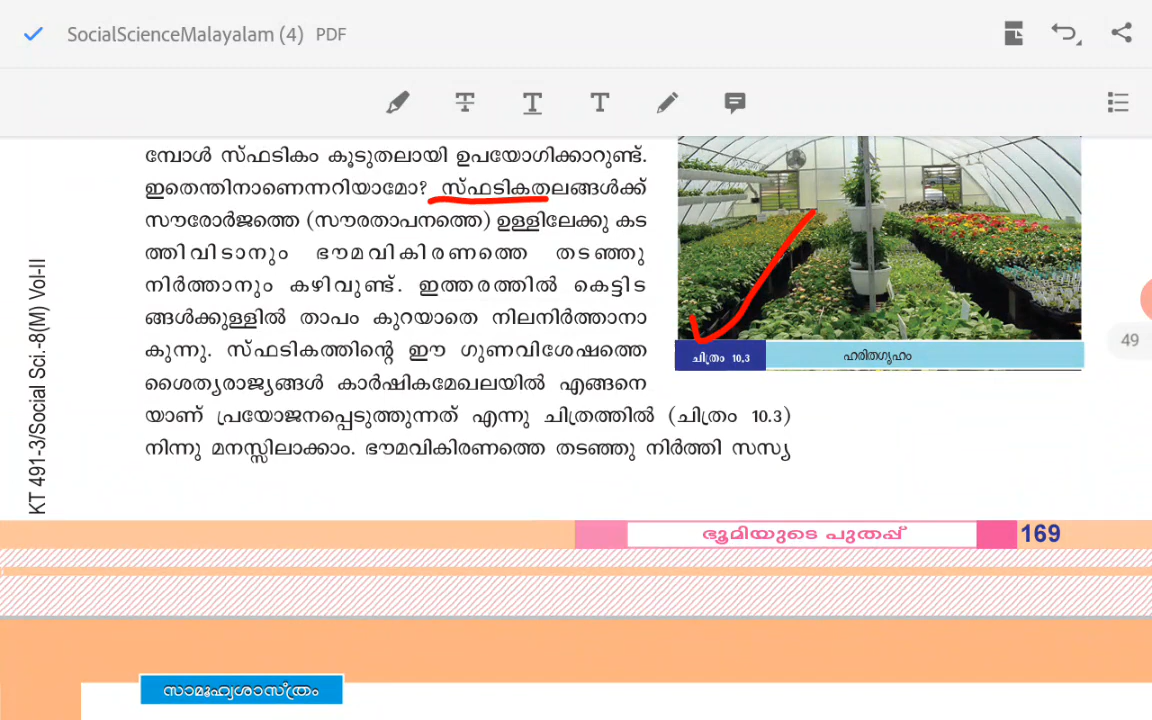 SocialScienceMalayalam (4) PDF
മ്പോൾ സ്ഫടികം കൂടുതലായി ഉപയോഗിക്കാറുണ്ട്.
ഇതെന്തിനാണെന്നറിയാമോ? സ്ഫടികതലങ്ങൾക്ക്
സൗരോർജത്തെ (സൗരതാപനത്തെ) ഉള്ളിലേക്കു കട
ത്തിവിടാനും ഭൗമവികിരണത്തെ തടഞ്ഞു
നിർത്താനും കഴിവുണ്ട്. ഇത്തരത്തിൽ കെട്ടിട
ങ്ങൾക്കുള്ളിൽ താപം കുറയാതെ നിലനിർത്താനാ
കുന്നു. സ്ഫടികത്തിന്റെ ഈ ഗുണവിശേഷത്തെ
ശൈത്യരാജ്യങ്ങൾ കാർഷികമേഖലയിൽ എങ്ങനെ
യാണ് പ്രയോജനപ്പെടുത്തുന്നത് എന്നു ചിത്രത്തിൽ (ചിത്രം 10.3)
നിന്നു മനസ്സിലാക്കാം. ഭൗമവികിരണത്തെ തടഞ്ഞു നിർത്തി സസ്യ
ചിത്രം 10.3 ഹരിതഗൃഹം
49
KT 491-3/Social Sci.-8(M) Vol-II
ഭൂമിയുടെ പുതപ്പ് 169
സാമൂഹ്യശാസ്ത്രം